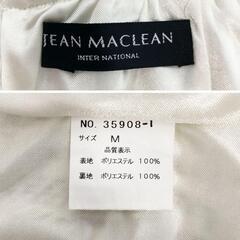 JEAN MACLEAN
INTER NATIONAL
NO. 35908-1
サイズ M
品質表示
表地 ポリエステル 100%
裏地 ポリエステル 100%